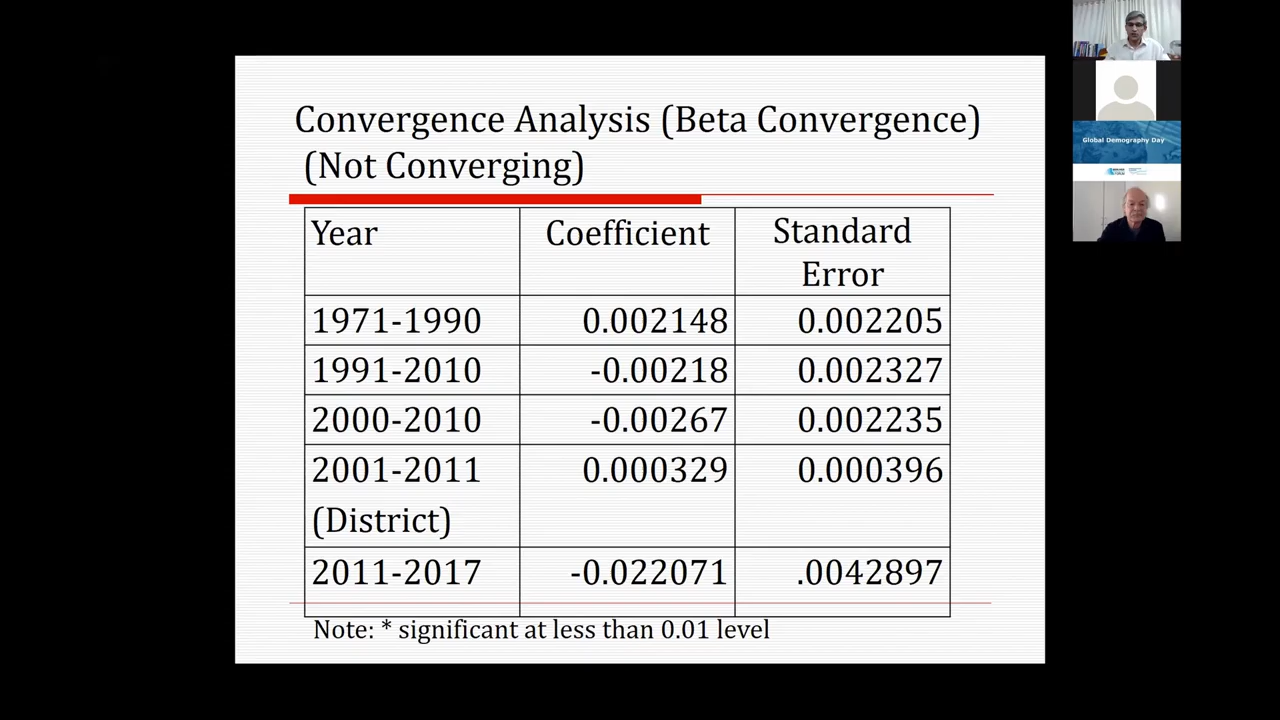 Convergence Analysis (Beta Convergence)
(Not Converging)
Year Coefficient Standard Error
1971-1990 0.002148 0.002205
1991-2010 -0.00218 0.002327
2000-2010 -0.00267 0.002235
2001-2011 (District) 0.000329 0.000396
2011-2017 -0.022071 .0042897
Note: * significant at less than 0.01 level
Global Demography Day